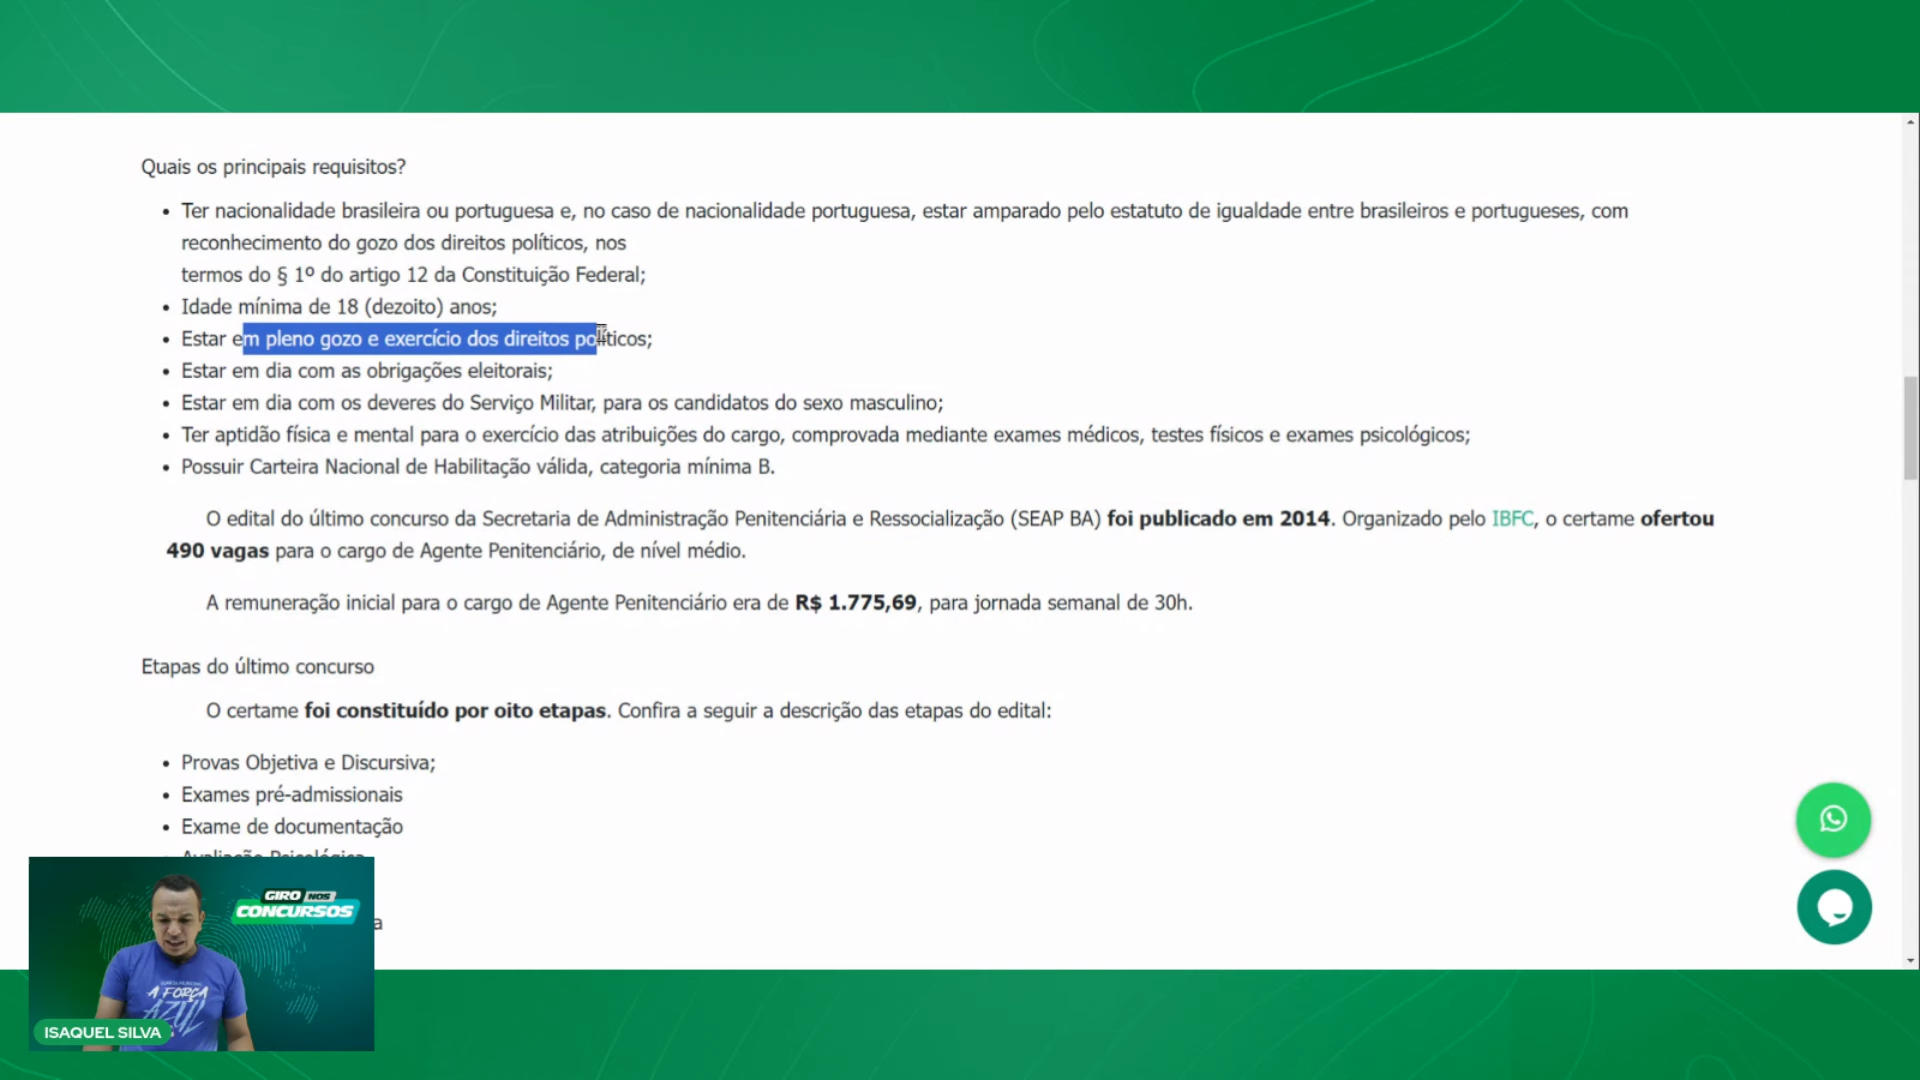 Quais os principais requisitos?
• Ter nacionalidade brasileira ou portuguesa e, no caso de nacionalidade portuguesa, estar amparado pelo estatuto de igualdade entre brasileiros e portugueses, com
reconhecimento do gozo dos direitos políticos, nos
termos do § 1º do artigo 12 da Constituição Federal;
• Idade mínima de 18 (dezoito) anos;
• Estar em pleno gozo e exercício dos direitos políticos;
• Estar em dia com as obrigações eleitorais;
• Estar em dia com os deveres do Serviço Militar, para os candidatos do sexo masculino;
• Ter aptidão física e mental para o exercício das atribuições do cargo, comprovada mediante exames médicos, testes físicos e exames psicológicos;
• Possuir Carteira Nacional de Habilitação válida, categoria mínima B.
O edital do último concurso da Secretaria de Administração Penitenciária e Ressocialização (SEAP BA) foi publicado em 2014. Organizado pelo IBFC, o certame ofertou
490 vagas para o cargo de Agente Penitenciário, de nível médio.
A remuneração inicial para o cargo de Agente Penitenciário era de R$ 1.775,69, para jornada semanal de 30h.
Etapas do último concurso
O certame foi constituído por oito etapas. Confira a seguir a descrição das etapas do edital:
• Provas Objetiva e Discursiva;
• Exames pré-admissionais
• Exame de documentação
Avaliação Psicológica
a
GIRO NOS
CONCURSOS
A FORÇA
AZUL
ISAQUEL SILVA